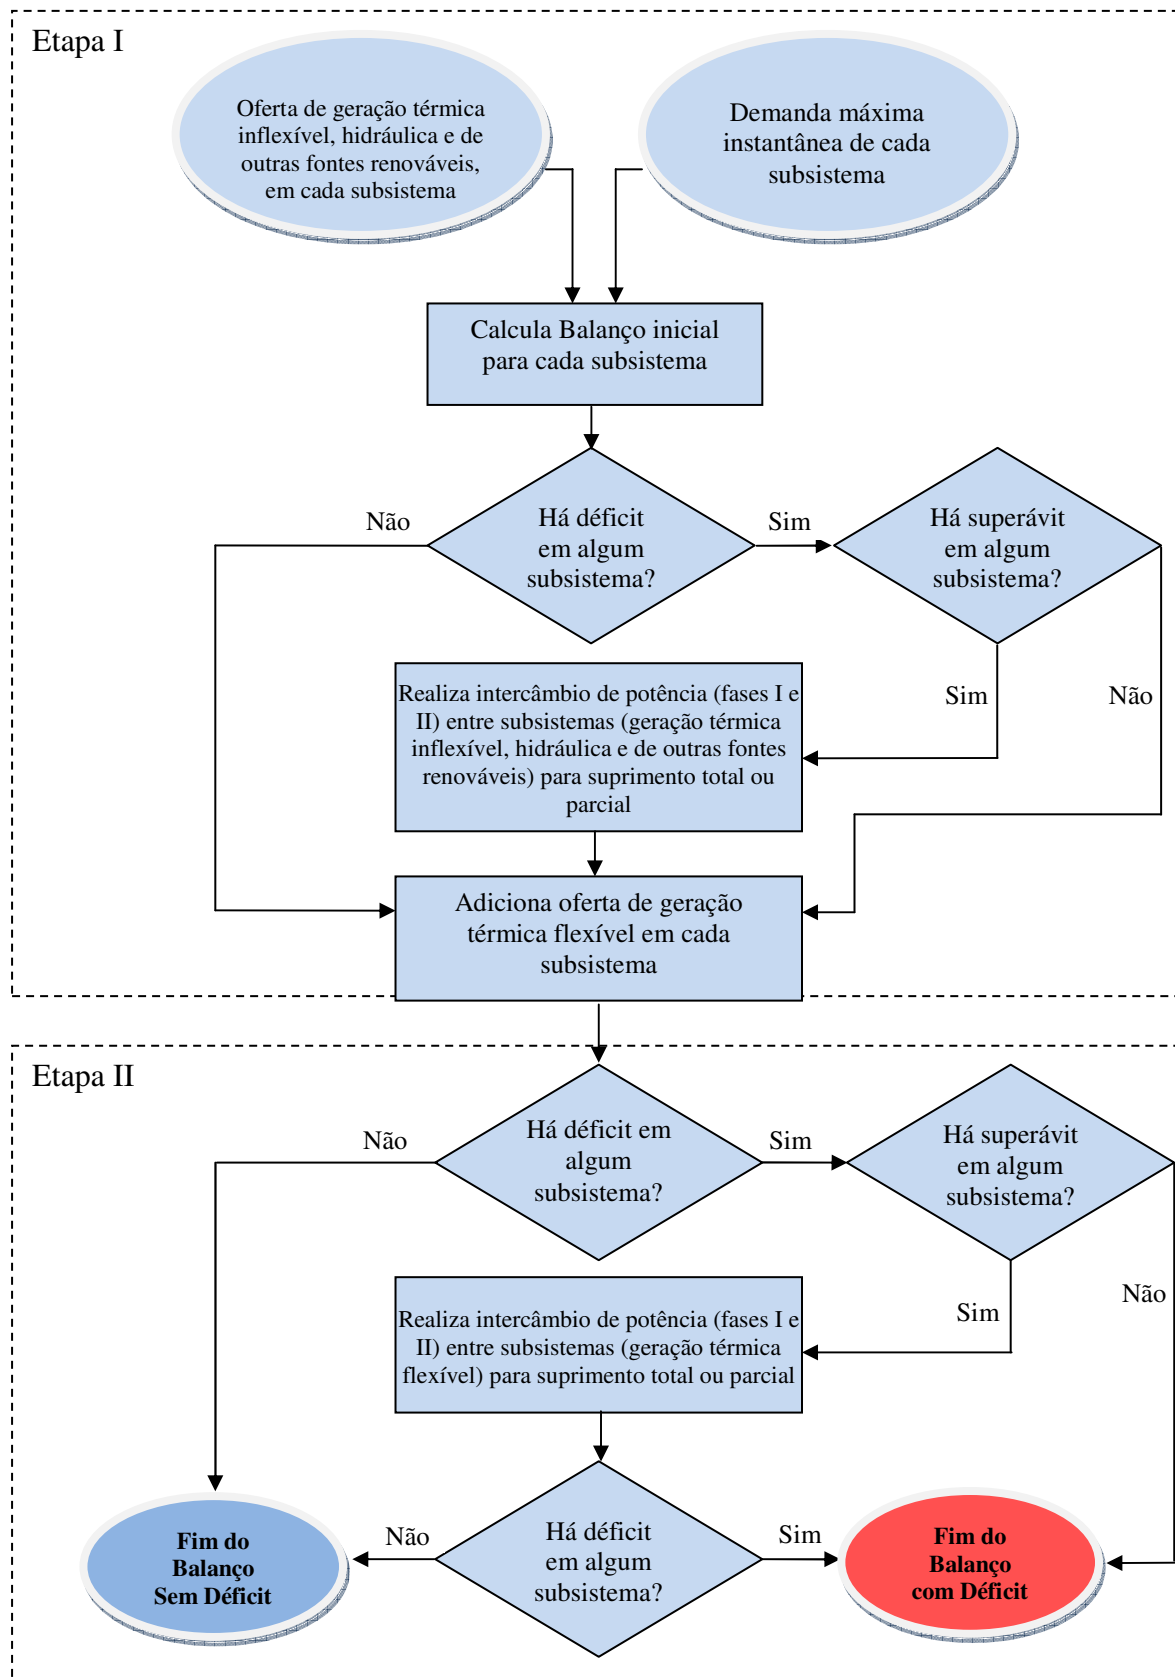 Etapa I
Oferta de geração térmica
inflexível, hidráulica e de
outras fontes renováveis,
em cada subsistema
Demanda máxima
instantânea de cada
subsistema
Calcula Balanço inicial
para cada subsistema
Não
Há déficit
em algum
subsistema?
Sim
Há superávit
em algum
subsistema?
Realiza intercâmbio de potência (fases I e
II) entre subsistemas (geração térmica
inflexível, hidráulica e de outras fontes
renováveis) para suprimento total ou
parcial
Sim
Não
Adiciona oferta de geração
térmica flexível em cada
subsistema
Etapa II
Não
Há déficit em
algum
subsistema?
Sim
Há superávit
em algum
subsistema?
Realiza intercâmbio de potência (fases I e
II) entre subsistemas (geração térmica
flexível) para suprimento total ou parcial
Sim
Não
Fim do
Balanço
Sem Déficit
Não
Há déficit
em algum
subsistema?
Sim
Fim do
Balanço
com Déficit